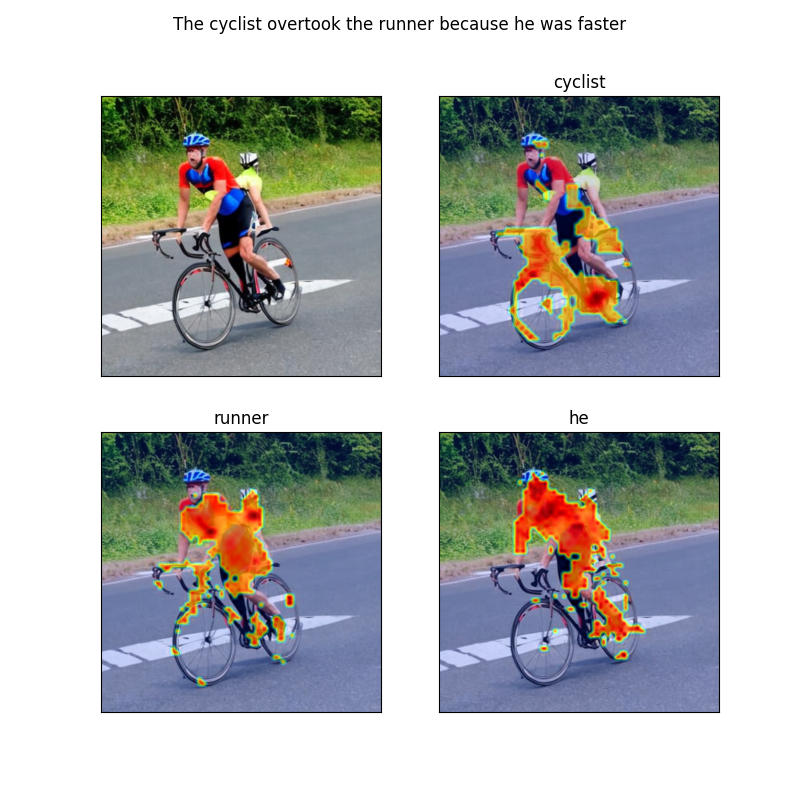 The cyclist overtook the runner because he was faster
cyclist
runner
he